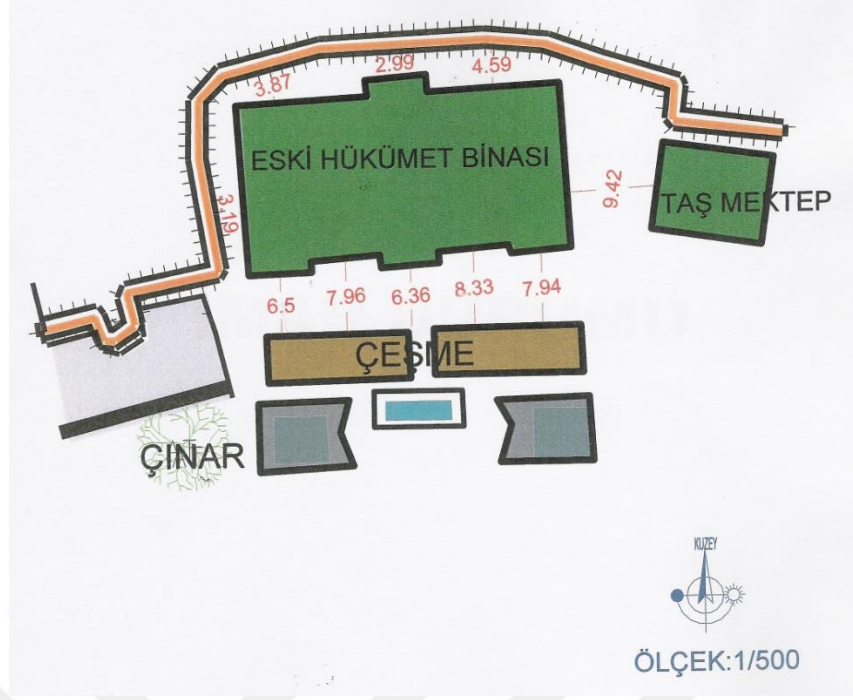 3.87
2.99
4.59
ESKİ HÜKÜMET BİNASI
3.19
9.42
TAŞ MEKTEP
6.5
7.96
6.36
8.33
7.94
ÇEŞME
ÇINAR
KUZEY
ÖLÇEK:1/500